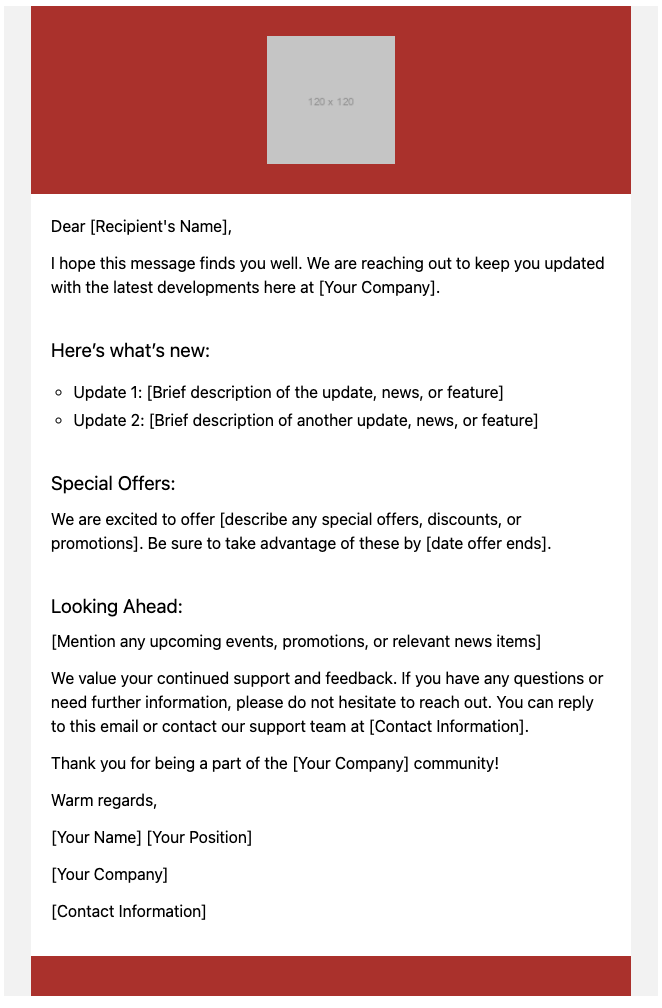 120 x 120
Dear [Recipient's Name],
I hope this message finds you well. We are reaching out to keep you updated
with the latest developments here at [Your Company].
Here’s what’s new:
Update 1: [Brief description of the update, news, or feature]
Update 2: [Brief description of another update, news, or feature]
Special Offers:
We are excited to offer [describe any special offers, discounts, or
promotions]. Be sure to take advantage of these by [date offer ends].
Looking Ahead:
[Mention any upcoming events, promotions, or relevant news items]
We value your continued support and feedback. If you have any questions or
need further information, please do not hesitate to reach out. You can reply
to this email or contact our support team at [Contact Information].
Thank you for being a part of the [Your Company] community!
Warm regards,
[Your Name] [Your Position]
[Your Company]
[Contact Information]